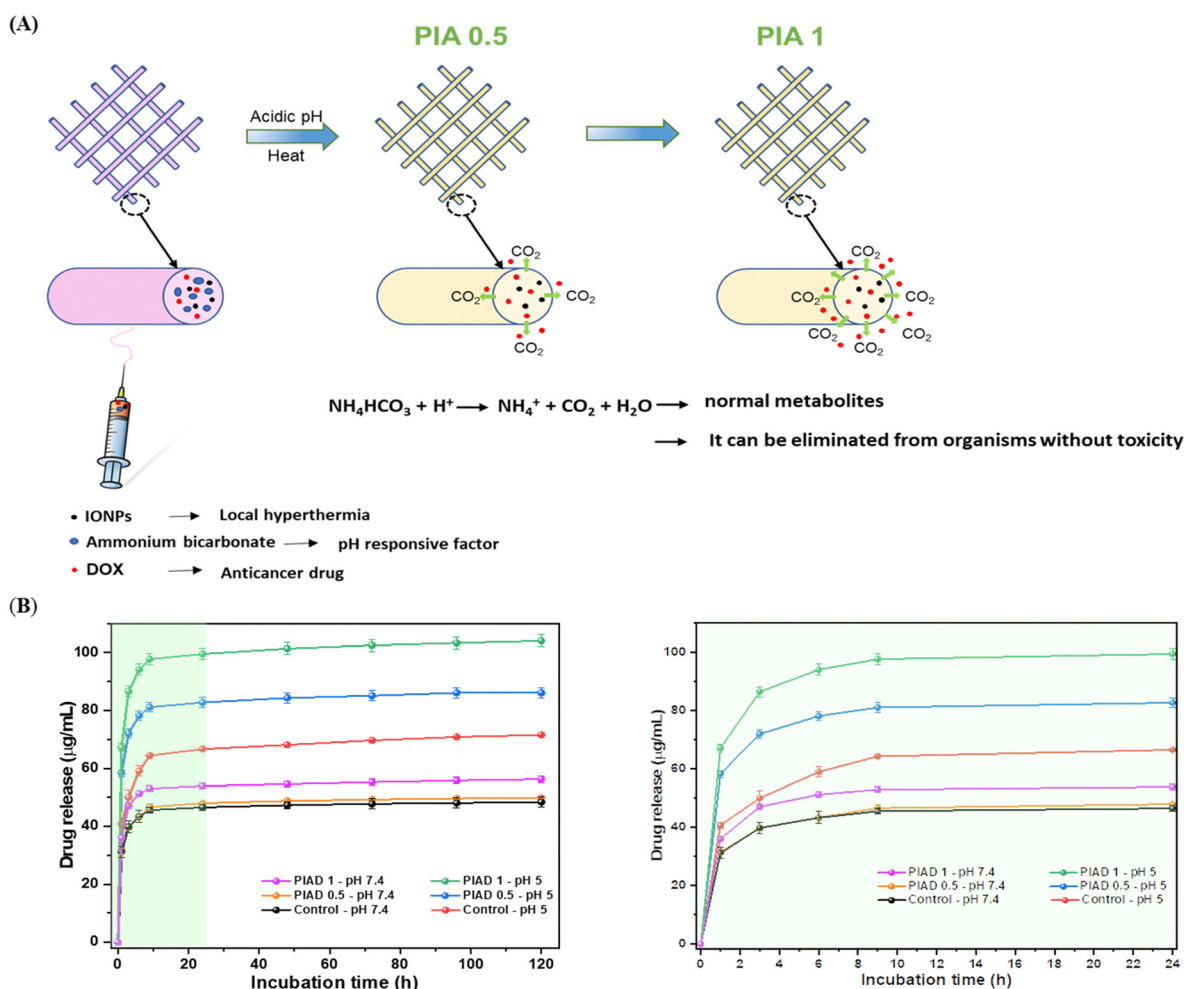 (A)
PIA 0.5
PIA 1
Acidic pH
Heat
CO2
CO2
CO2
CO2
CO2
CO2
CO2
CO2
CO2
CO2
NH4HCO3 + H+ → NH4+ + CO2 + H2O → normal metabolites
→ It can be eliminated from organisms without toxicity
• IONPs → Local hyperthermia
Ammonium bicarbonate → pH responsive factor
• DOX → Anticancer drug
(B)
Drug release (µg/mL)
100
80
60
40
20
0
PIAD 1 - pH 7.4
PIAD 1 - pH 5
PIAD 0.5 - pH 7.4
PIAD 0.5 - pH 5
Control - pH 7.4
Control - pH 5
0 20 40 60 80 100 120
Incubation time (h)
Drug release (µg/mL)
100
80
60
40
20
0
PIAD 1 - pH 7.4
PIAD 1 - pH 5
PIAD 0.5 - pH 7.4
PIAD 0.5 - pH 5
Control - pH 7.4
Control - pH 5
0 2 4 6 8 10 12 14 16 18 20 22 24
Incubation time (h)